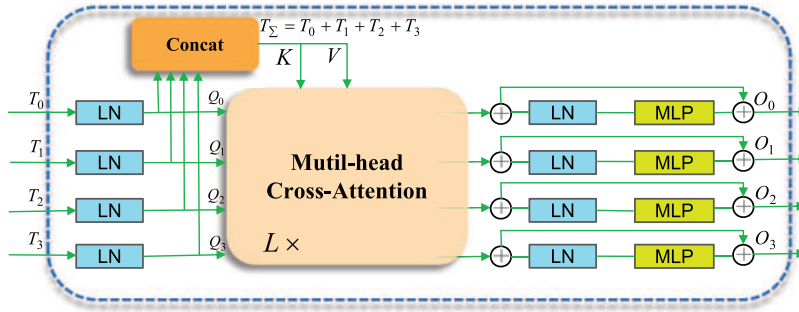 Concat
T_Σ = T_0 + T_1 + T_2 + T_3
K V
T_0 LN Q_0 LN MLP O_0
T_1 LN Q_1 LN MLP O_1
Mutil-head
Cross-Attention
T_2 LN Q_2 LN MLP O_2
T_3 LN Q_3 L × LN MLP O_3